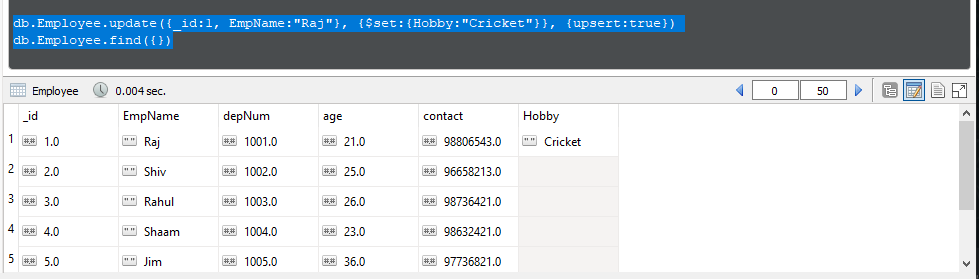 db.Employee.update({_id:1, EmpName:"Raj"}, {$set:{Hobby:"Cricket"}}, {upsert:true})
db.Employee.find({})
Employee 0.004 sec. 0 50
_id EmpName depNum age contact Hobby
1 ## 1.0 "" Raj ## 1001.0 ## 21.0 ## 98806543.0 "" Cricket
2 ## 2.0 "" Shiv ## 1002.0 ## 25.0 ## 96658213.0
3 ## 3.0 "" Rahul ## 1003.0 ## 26.0 ## 98736421.0
4 ## 4.0 "" Shaam ## 1004.0 ## 23.0 ## 98632421.0
5 ## 5.0 "" Jim ## 1005.0 ## 36.0 ## 97736821.0